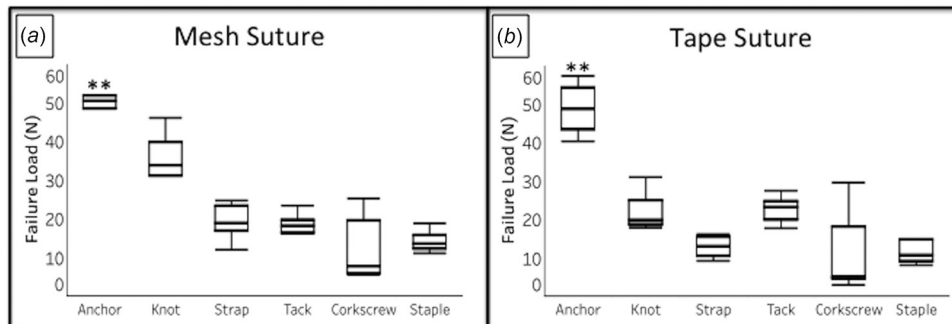 (a)
Mesh Suture
**
Failure Load (N)
60
50
40
30
20
10
0
Anchor Knot Strap Tack Corkscrew Staple
(b)
Tape Suture
**
Failure Load (N)
60
50
40
30
20
10
0
Anchor Knot Strap Tack Corkscrew Staple